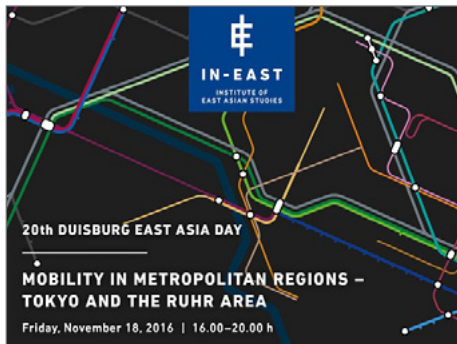 IN-EAST
INSTITUTE OF
EAST ASIAN STUDIES
20th DUISBURG EAST ASIA DAY
MOBILITY IN METROPOLITAN REGIONS –
TOKYO AND THE RUHR AREA
Friday, November 18, 2016 | 16.00–20.00 h